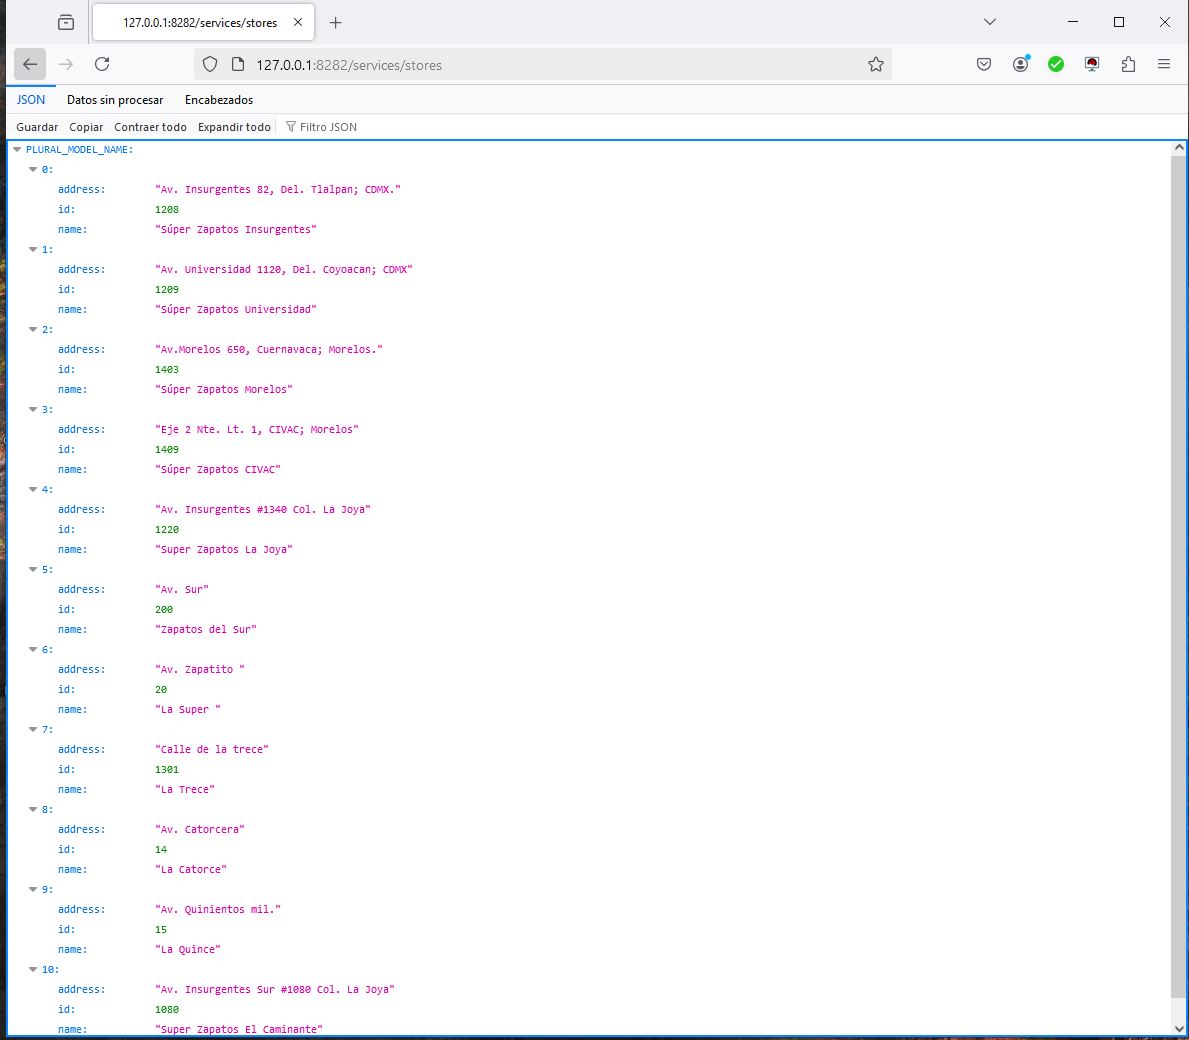 127.0.0.1:8282/services/stores
127.0.0.1:8282/services/stores
JSON Datos sin procesar Encabezados
Guardar Copiar Contraer todo Expandir todo Filtro JSON
PLURAL_MODEL_NAME:
0:
address: "Av. Insurgentes 82, Del. Tlalpan; CDMX."
id: 1208
name: "Súper Zapatos Insurgentes"
1:
address: "Av. Universidad 1120, Del. Coyoacan; CDMX"
id: 1209
name: "Súper Zapatos Universidad"
2:
address: "Av.Morelos 650, Cuernavaca; Morelos."
id: 1403
name: "Súper Zapatos Morelos"
3:
address: "Eje 2 Nte. Lt. 1, CIVAC; Morelos"
id: 1409
name: "Súper Zapatos CIVAC"
4:
address: "Av. Insurgentes #1340 Col. La Joya"
id: 1220
name: "Super Zapatos La Joya"
5:
address: "Av. Sur"
id: 200
name: "Zapatos del Sur"
6:
address: "Av. Zapatito "
id: 20
name: "La Super "
7:
address: "Calle de la trece"
id: 1301
name: "La Trece"
8:
address: "Av. Catorcera"
id: 14
name: "La Catorce"
9:
address: "Av. Quinientos mil."
id: 15
name: "La Quince"
10:
address: "Av. Insurgentes Sur #1080 Col. La Joya"
id: 1080
name: "Super Zapatos El Caminante"